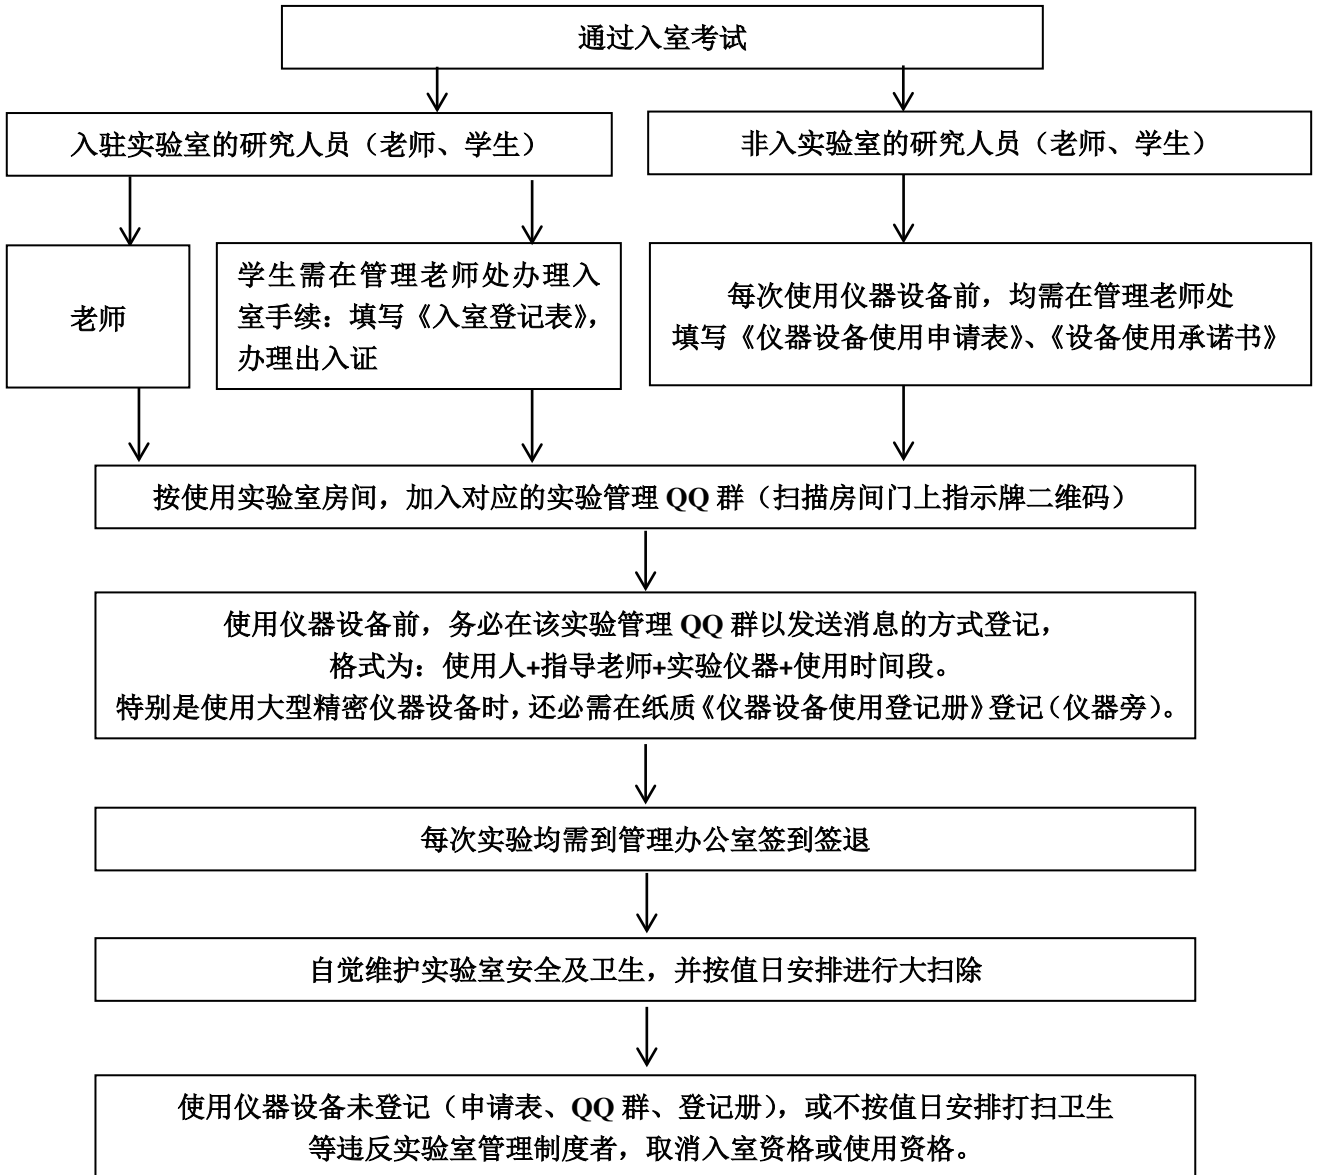 通过入室考试
入驻实验室的研究人员（老师、学生）
非入实验室的研究人员（老师、学生）
老师
学生需在管理老师处办理入
室手续：填写《入室登记表》，
办理出入证
每次使用仪器设备前，均需在管理老师处
填写《仪器设备使用申请表》、《设备使用承诺书》
按使用实验室房间，加入对应的实验管理 QQ 群（扫描房间门上指示牌二维码）
使用仪器设备前，务必在该实验管理 QQ 群以发送消息的方式登记，
格式为：使用人+指导老师+实验仪器+使用时间段。
特别是使用大型精密仪器设备时，还必需在纸质《仪器设备使用登记册》登记（仪器旁）。
每次实验均需到管理办公室签到签退
自觉维护实验室安全及卫生，并按值日安排进行大扫除
使用仪器设备未登记（申请表、QQ 群、登记册），或不按值日安排打扫卫生
等违反实验室管理制度者，取消入室资格或使用资格。